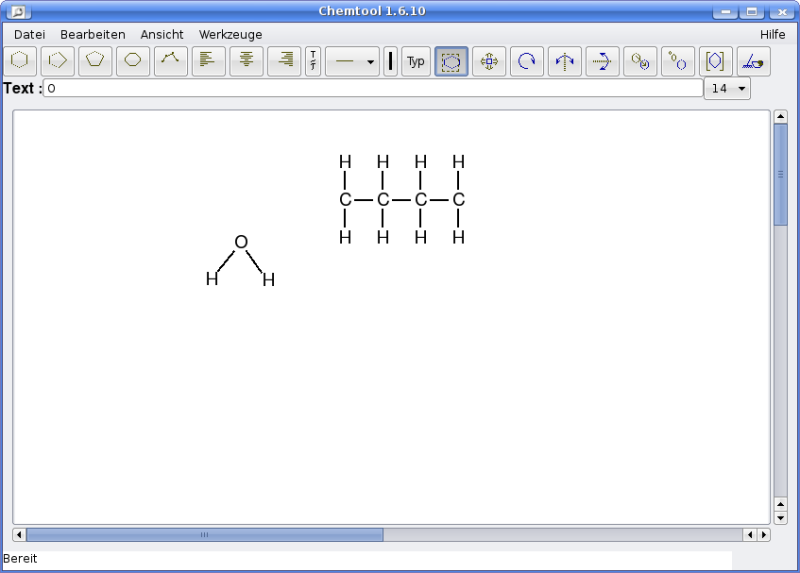 Chemtool 1.6.10
Datei Bearbeiten Ansicht Werkzeuge Hilfe
Typ
Text : O 14
H H H H
C C C C
H H H H
O
H H
Bereit